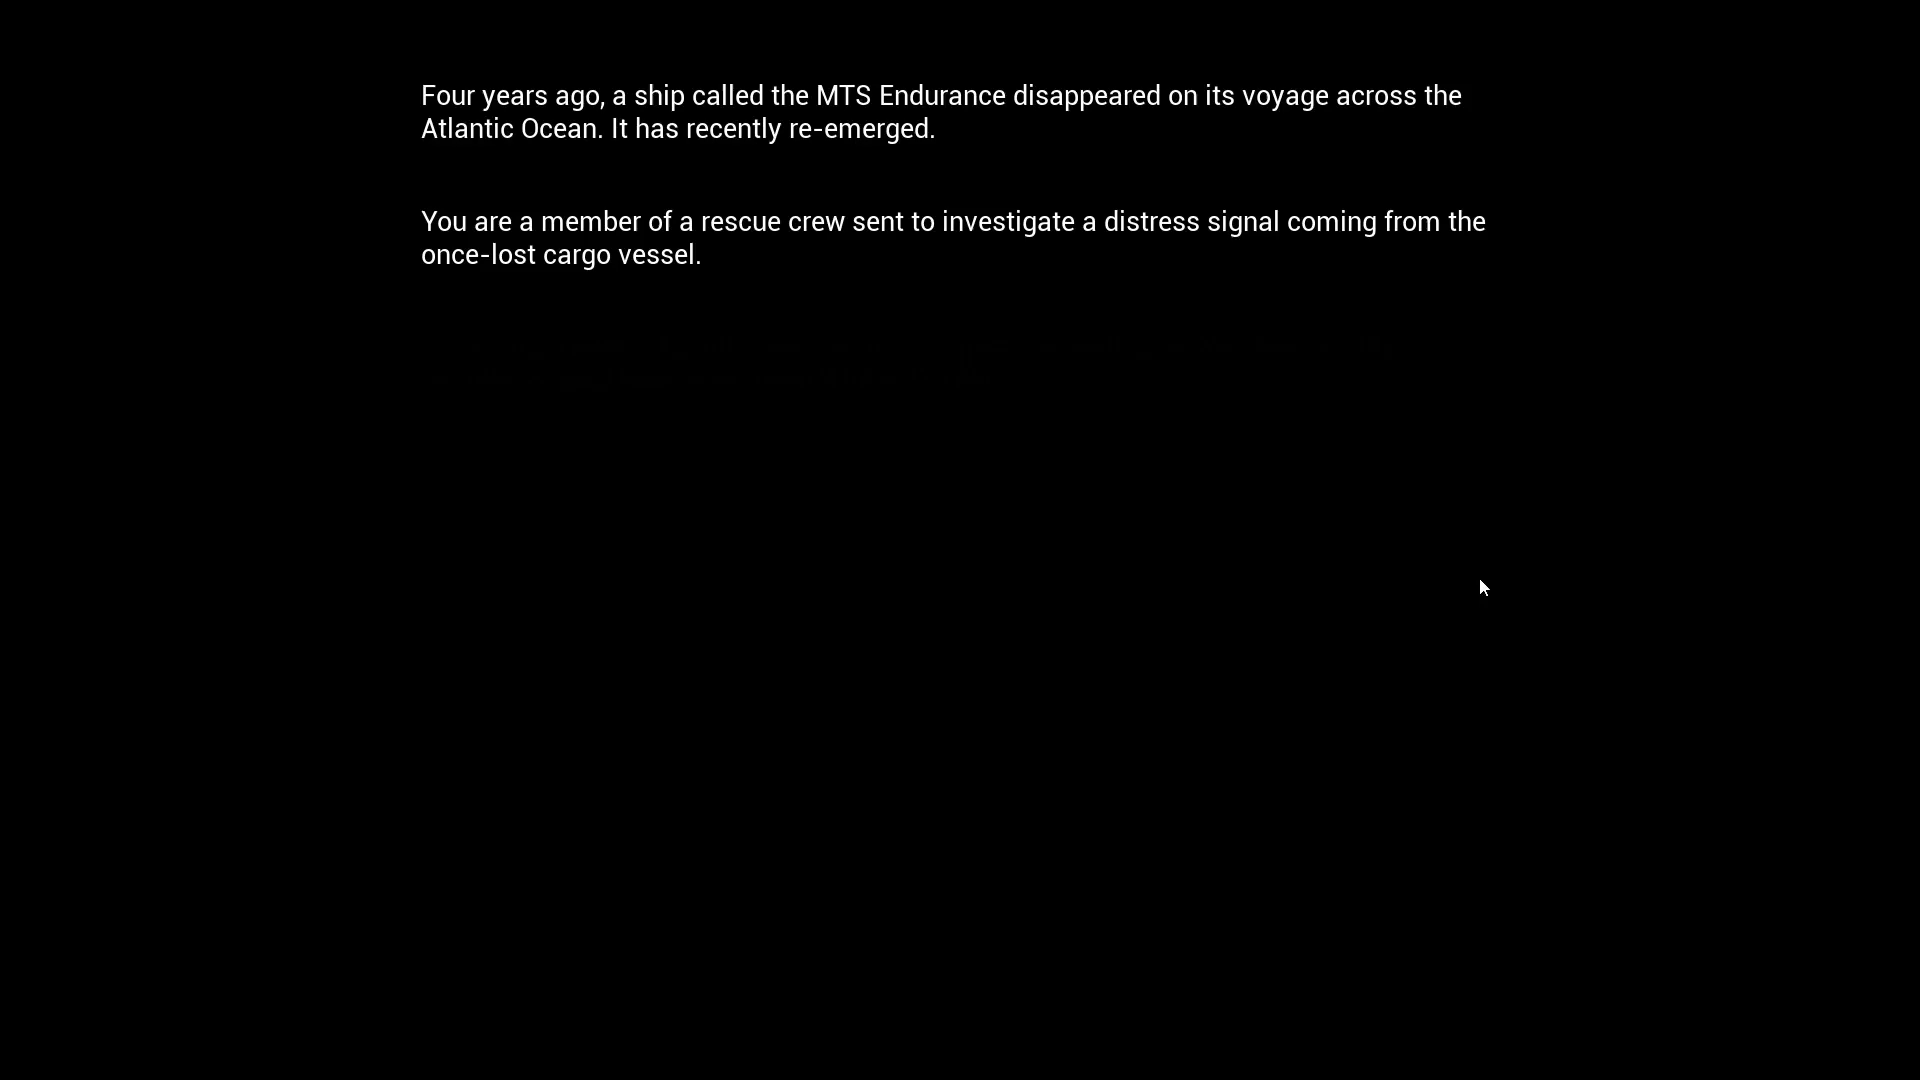 Four years ago, a ship called the MTS Endurance disappeared on its voyage across the
Atlantic Ocean. It has recently re-emerged.
You are a member of a rescue crew sent to investigate a distress signal coming from the
once-lost cargo vessel.